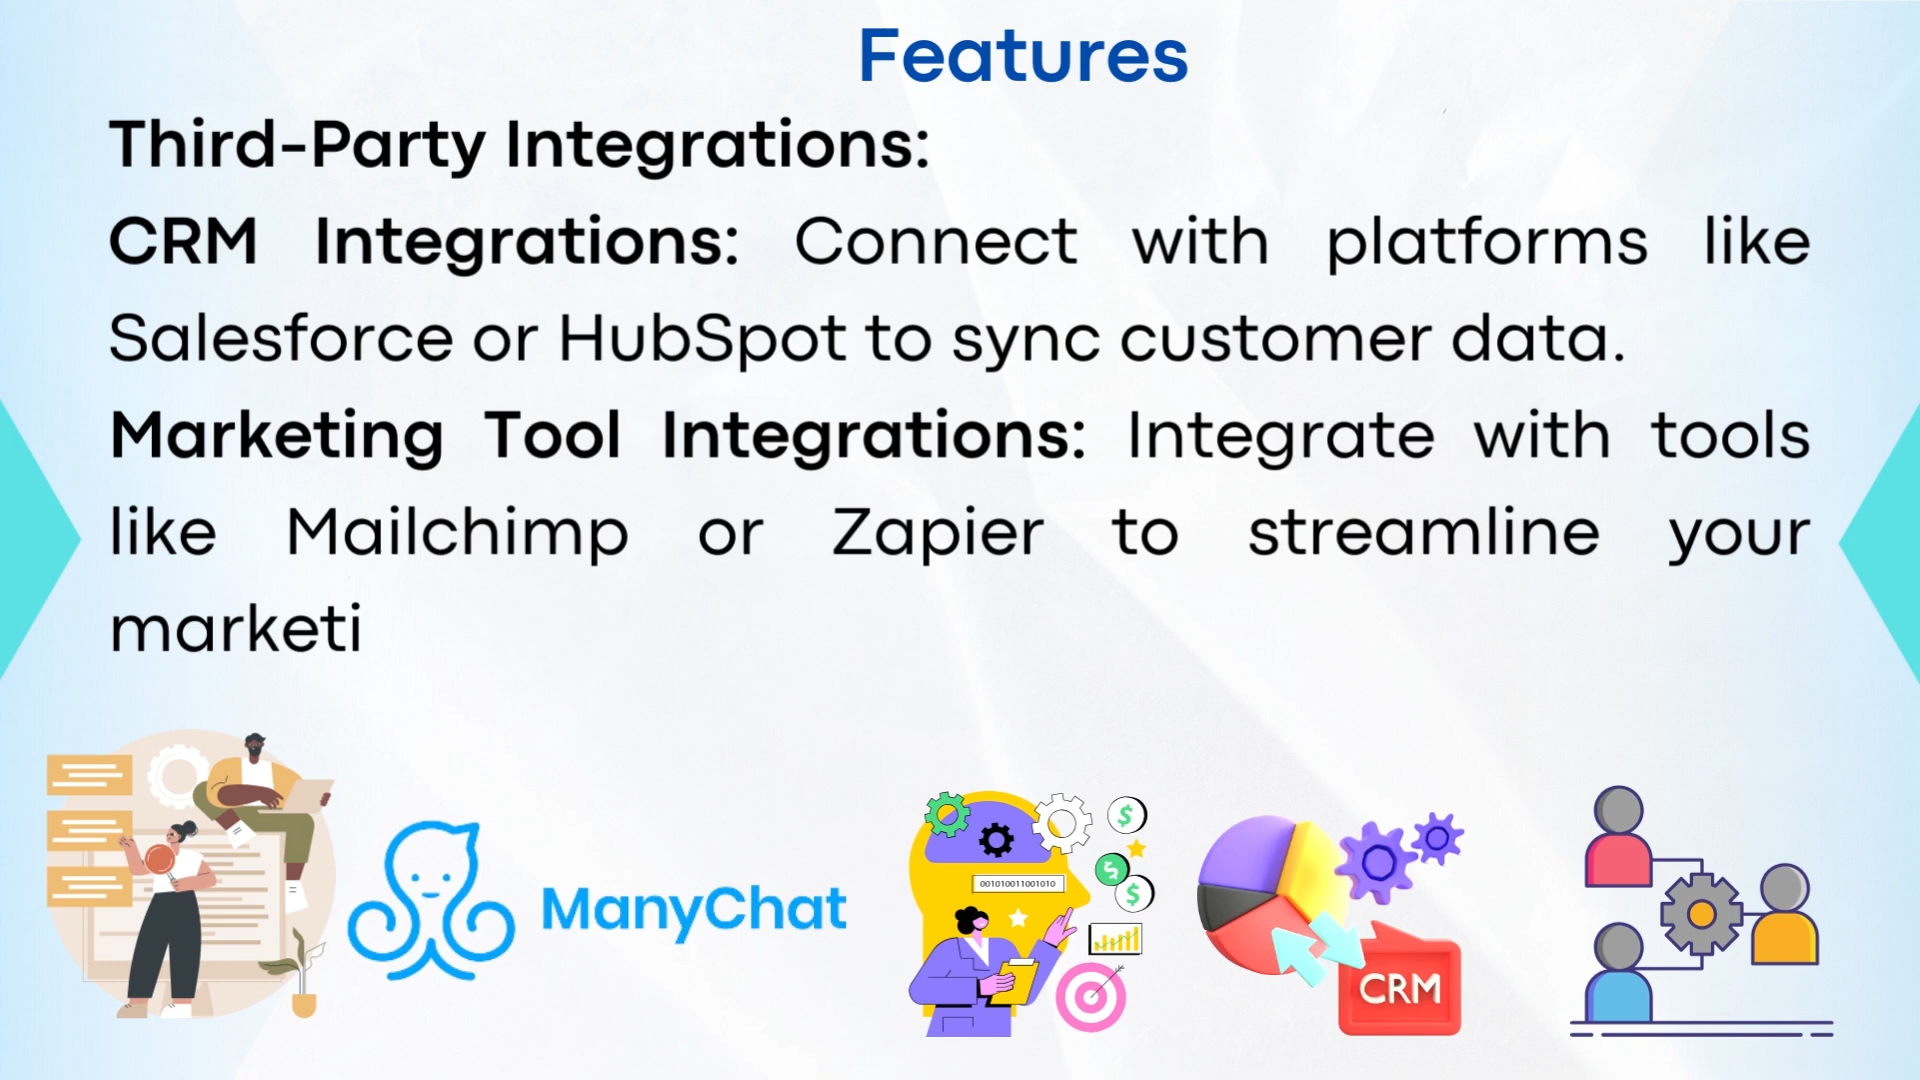 Features
Third-Party Integrations:
CRM Integrations: Connect with platforms like
Salesforce or HubSpot to sync customer data.
Marketing Tool Integrations: Integrate with tools
like Mailchimp or Zapier to streamline your
marketi
ManyChat
001010011001010
CRM